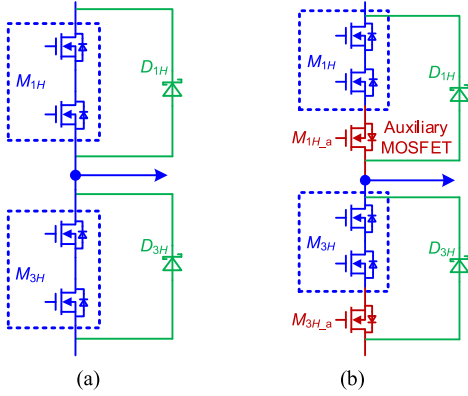 M1H
D1H
M3H
D3H
(a)
M1H
D1H
M1H_a
Auxiliary
MOSFET
M3H
D3H
M3H_a
(b)